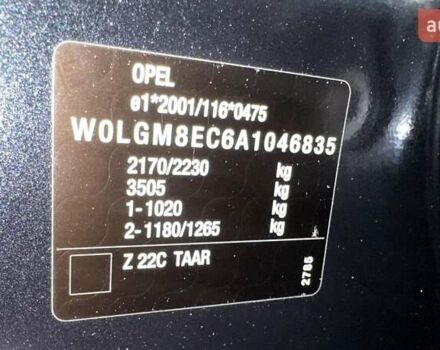 OPEL
e1*2001/116*0475
W0LGM8EC6A1046835
2170/2230 kg
3505 kg
1-1020 kg
2-1180/1265 kg
Z 22C TAAR
2785